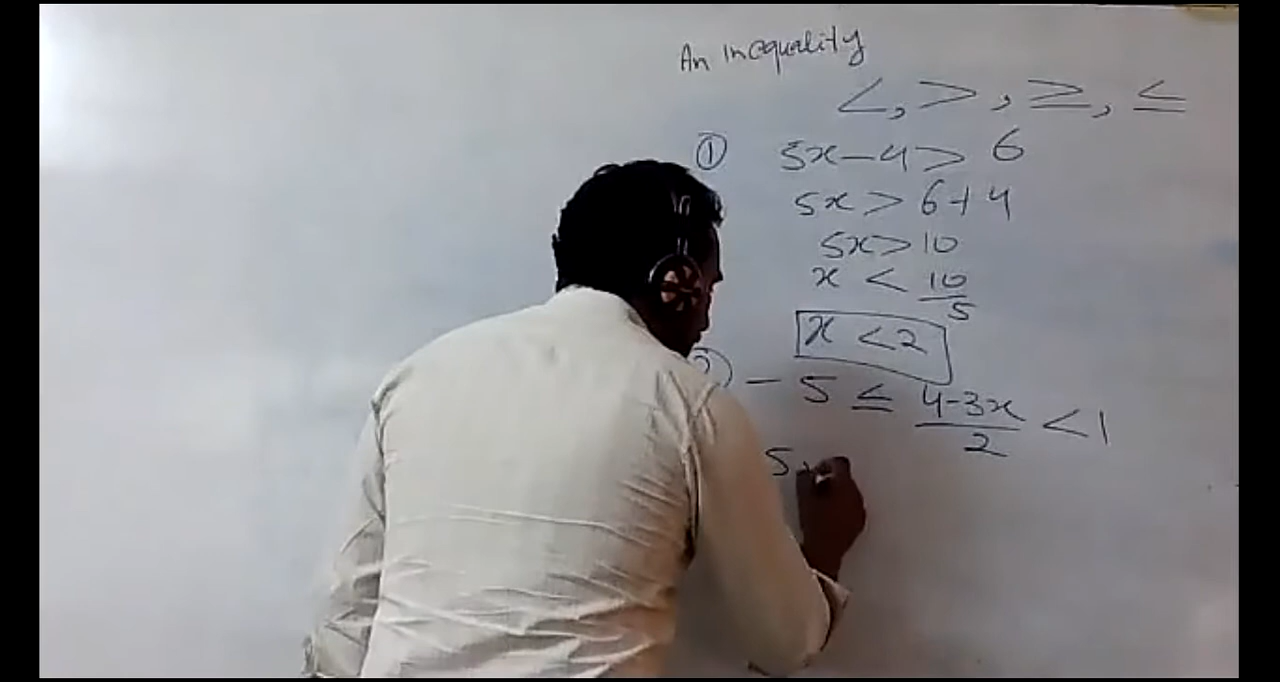 An inequality
<, >, ≥, ≤
① 5x-4> 6
5x > 6+4
5x>10
x < 10/5
x <2
② - 5 ≤ 4-3x/2 <1
5